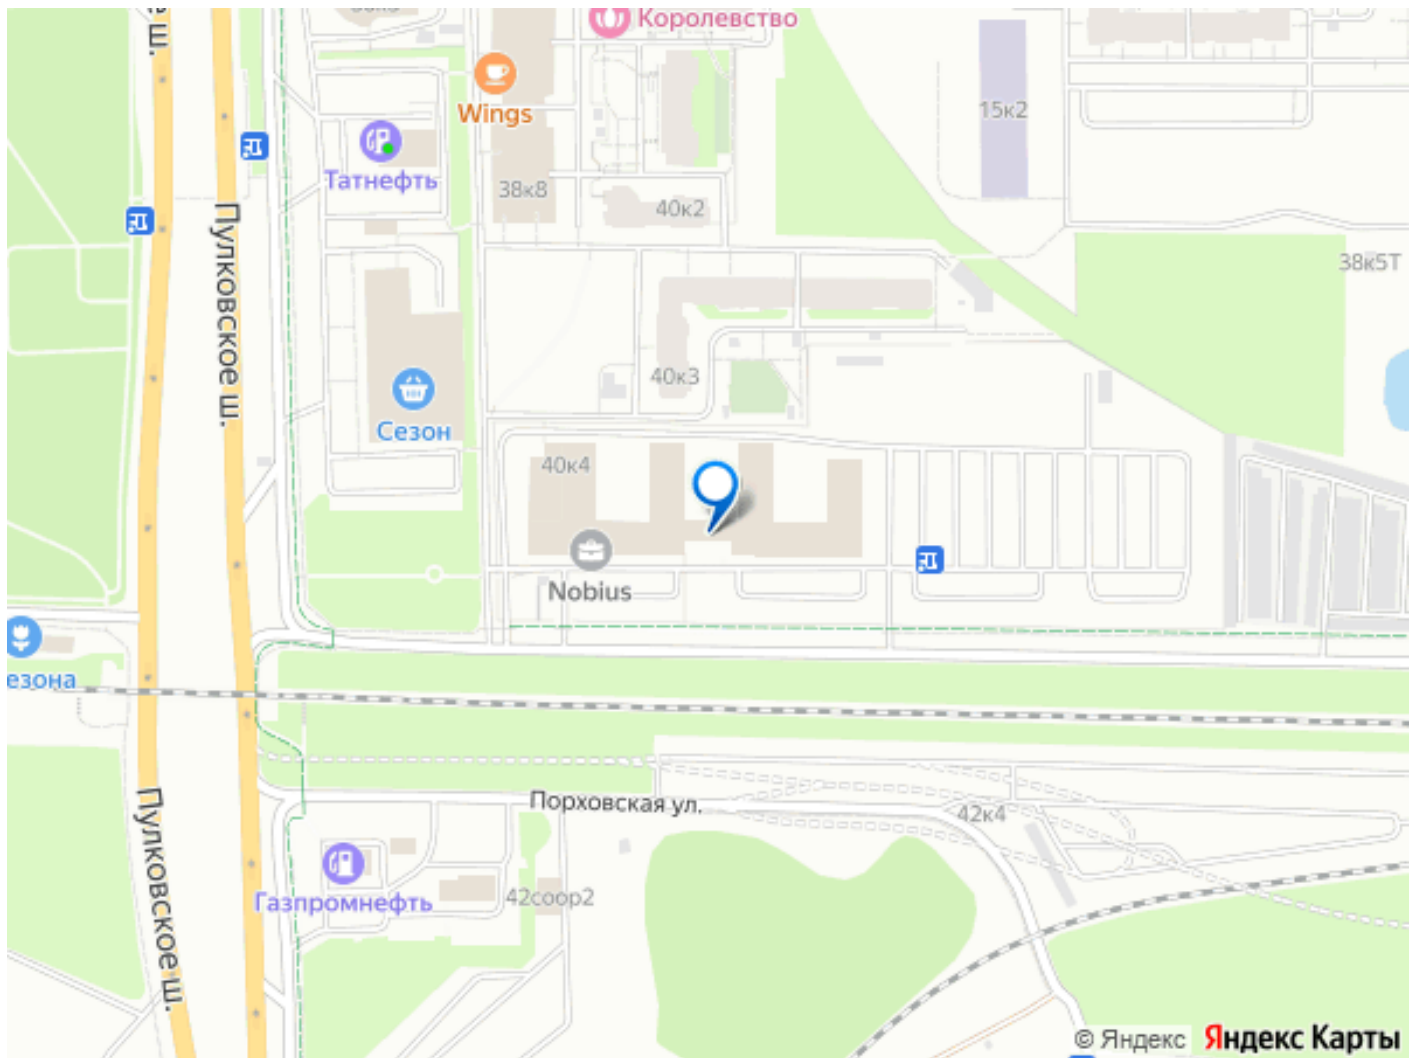 Королевство
ш.
Wings
15к2
Татнефть
38к8
40к2
Пулковское ш.
38к5Т
40к3
Сезон
40к4
Nobius
езона
Порховская ул.
42к4
Пулковское ш.
Газпромнефть
42соор2
© Яндекс Яндекс Карты